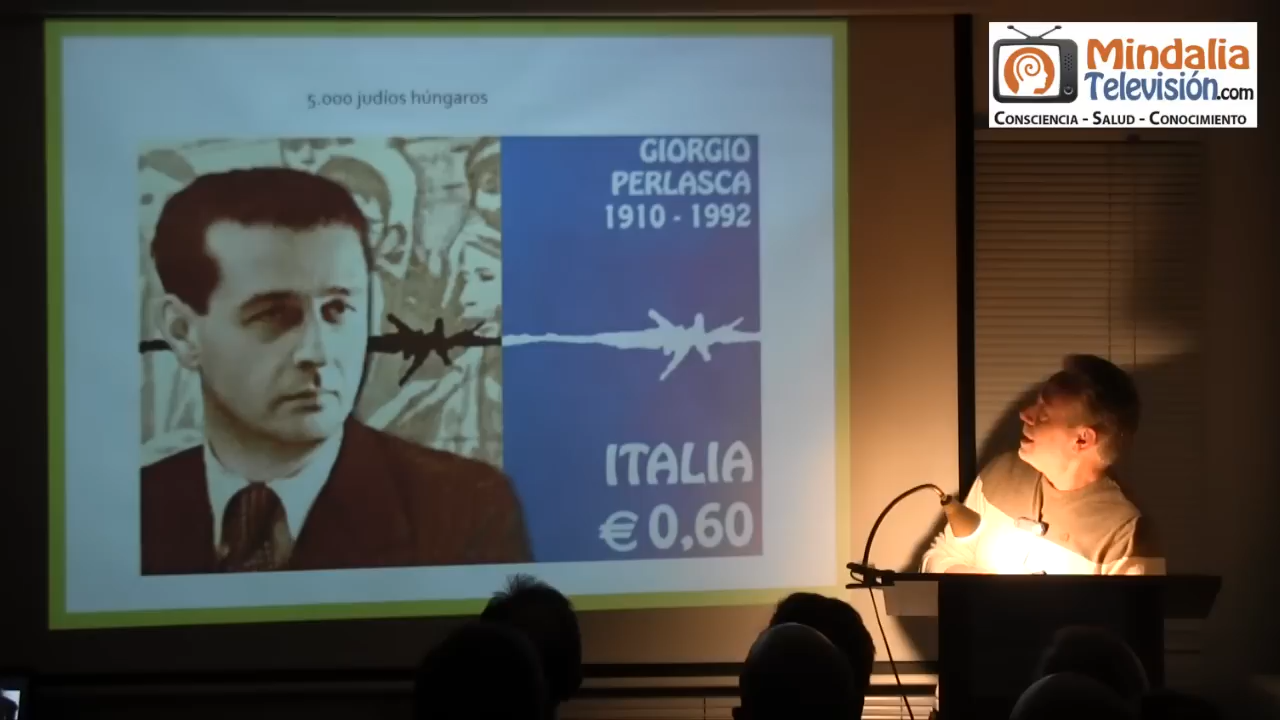 5.000 judíos húngaros
GIORGIO
PERLASCA
1910 - 1992
ITALIA
€ 0,60
Mindalia
Televisión.com
CONSCIENCIA - SALUD - CONOCIMIENTO